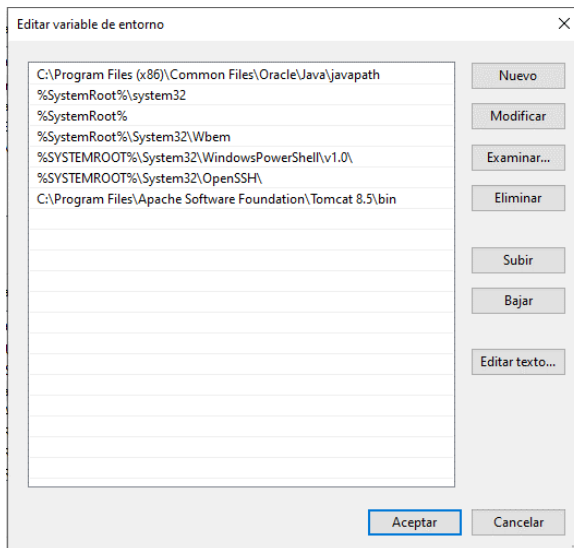 Editar variable de entorno
C:\Program Files (x86)\Common Files\Oracle\Java\javapath
%SystemRoot%\system32
%SystemRoot%
%SystemRoot%\System32\Wbem
%SYSTEMROOT%\System32\WindowsPowerShell\v1.0\
%SYSTEMROOT%\System32\OpenSSH\
C:\Program Files\Apache Software Foundation\Tomcat 8.5\bin
Nuevo
Modificar
Examinar...
Eliminar
Subir
Bajar
Editar texto...
Aceptar
Cancelar